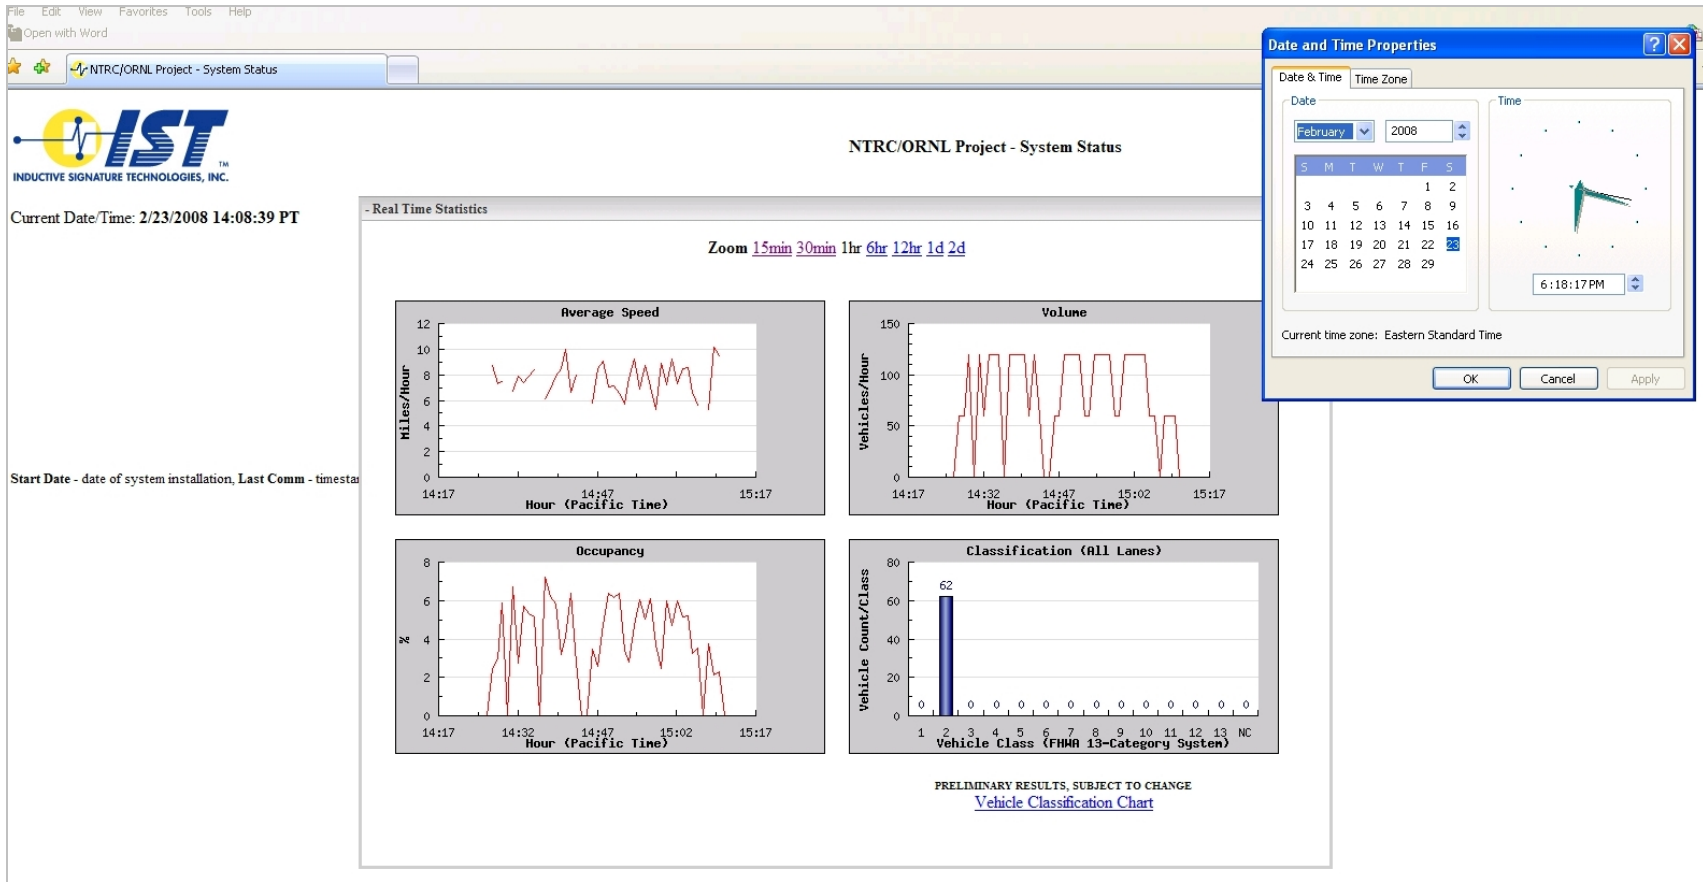 File Edit View Favorites Tools Help
Open with Word
NTRC/ORNL Project - System Status
IST TM
INDUCTIVE SIGNATURE TECHNOLOGIES, INC.
NTRC/ORNL Project - System Status
Current Date/Time: 2/23/2008 14:08:39 PT
- Real Time Statistics
Zoom 15min 30min 1hr 6hr 12hr 1d 2d
Average Speed
Miles/Hour
12
10
8
6
4
2
0
14:17 14:47 15:17
Hour (Pacific Time)
Volume
Vehicles/Hour
150
100
50
0
14:17 14:32 14:47 15:02 15:17
Hour (Pacific Time)
Start Date - date of system installation, Last Comm - timestam
Occupancy
%
8
6
4
2
0
14:17 14:32 14:47 15:02 15:17
Hour (Pacific Time)
Classification (All Lanes)
Vehicle Count/Class
80
60
40
20
0
62
0 0 0 0 0 0 0 0 0 0 0 0 0
1 2 3 4 5 6 7 8 9 10 11 12 13 NC
Vehicle Class (FHWA 13-Category System)
PRELIMINARY RESULTS, SUBJECT TO CHANGE
Vehicle Classification Chart
Date and Time Properties
Date & Time Time Zone
Date
February 2008
S M T W T F S
1 2
3 4 5 6 7 8 9
10 11 12 13 14 15 16
17 18 19 20 21 22 23
24 25 26 27 28 29
Time
6:18:17 PM
Current time zone: Eastern Standard Time
OK Cancel Apply